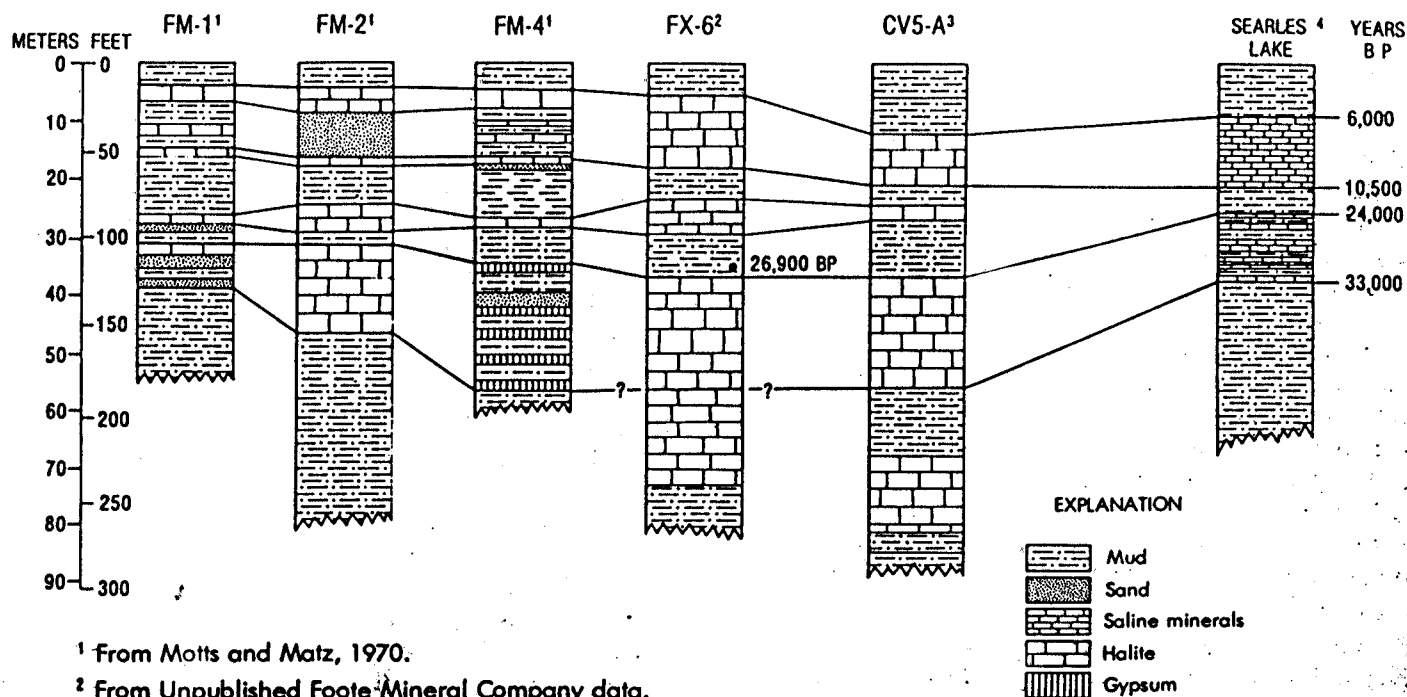 FM-1¹ FM-2¹ FM-4¹ FX-6² CV5-A³ SEARLES ⁴ LAKE YEARS B P
METERS FEET
0 0
10
50
20
30 100
40
150
50
60
200
70
250
80
90 300
6,000
10,500
24,000
26,900 BP
33,000
? ?
EXPLANATION
Mud
Sand
Saline minerals
Halite
Gypsum
¹ From Motts and Matz, 1970.
² From Unpublished Foote Mineral Company data.